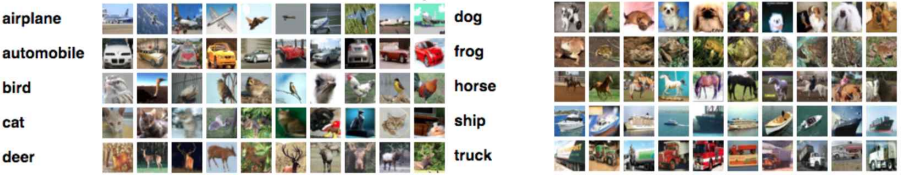 airplane
automobile
bird
cat
deer
dog
frog
horse
ship
truck